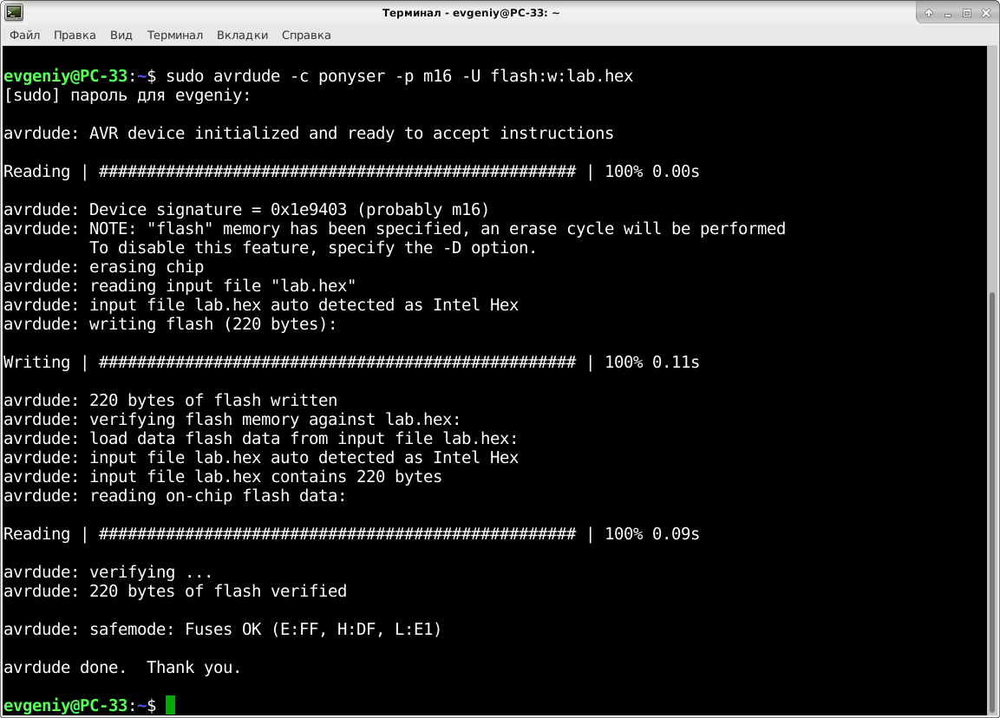 Терминал - evgeniy@PC-33: ~
Файл Правка Вид Терминал Вкладки Справка
evgeniy@PC-33:~$ sudo avrdude -c ponyser -p m16 -U flash:w:lab.hex
[sudo] пароль для evgeniy:
avrdude: AVR device initialized and ready to accept instructions
Reading | ################################################## | 100% 0.00s
avrdude: Device signature = 0x1e9403 (probably m16)
avrdude: NOTE: "flash" memory has been specified, an erase cycle will be performed
         To disable this feature, specify the -D option.
avrdude: erasing chip
avrdude: reading input file "lab.hex"
avrdude: input file lab.hex auto detected as Intel Hex
avrdude: writing flash (220 bytes):
Writing | ################################################## | 100% 0.11s
avrdude: 220 bytes of flash written
avrdude: verifying flash memory against lab.hex:
avrdude: load data flash data from input file lab.hex:
avrdude: input file lab.hex auto detected as Intel Hex
avrdude: input file lab.hex contains 220 bytes
avrdude: reading on-chip flash data:
Reading | ################################################## | 100% 0.09s
avrdude: verifying ...
avrdude: 220 bytes of flash verified
avrdude: safemode: Fuses OK (E:FF, H:DF, L:E1)
avrdude done.  Thank you.
evgeniy@PC-33:~$